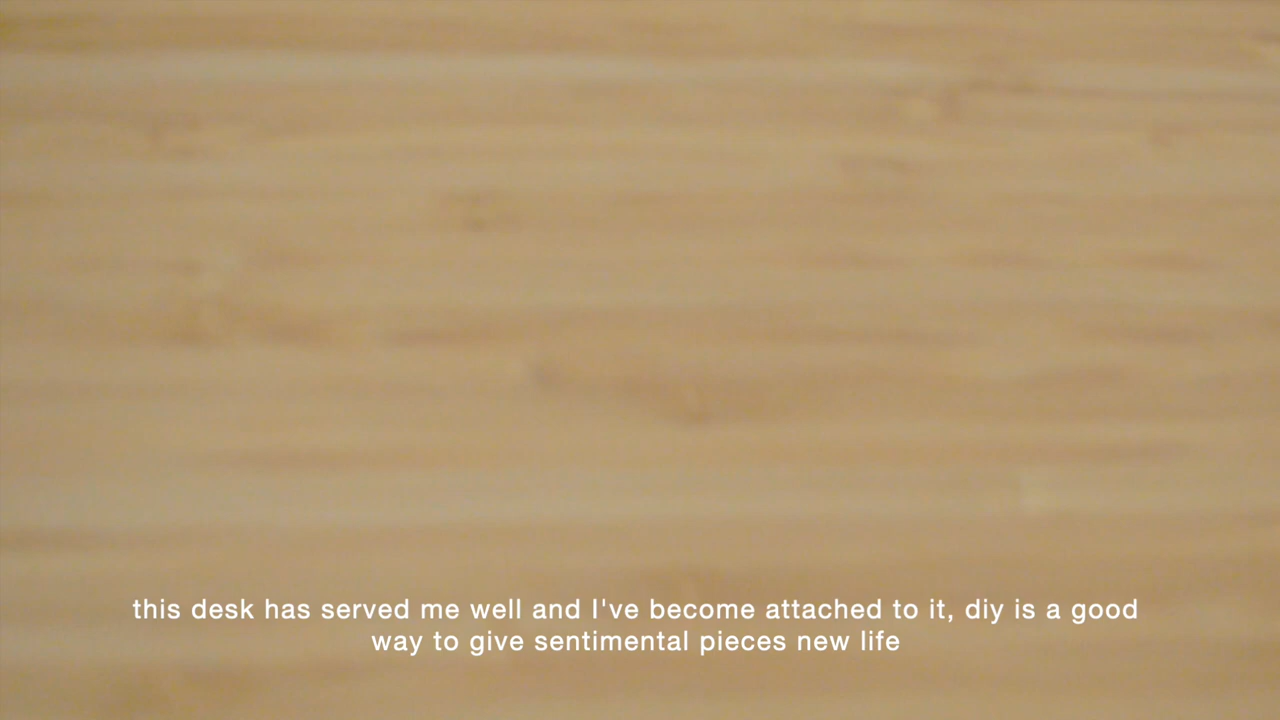 this desk has served me well and I've become attached to it, diy is a good
way to give sentimental pieces new life